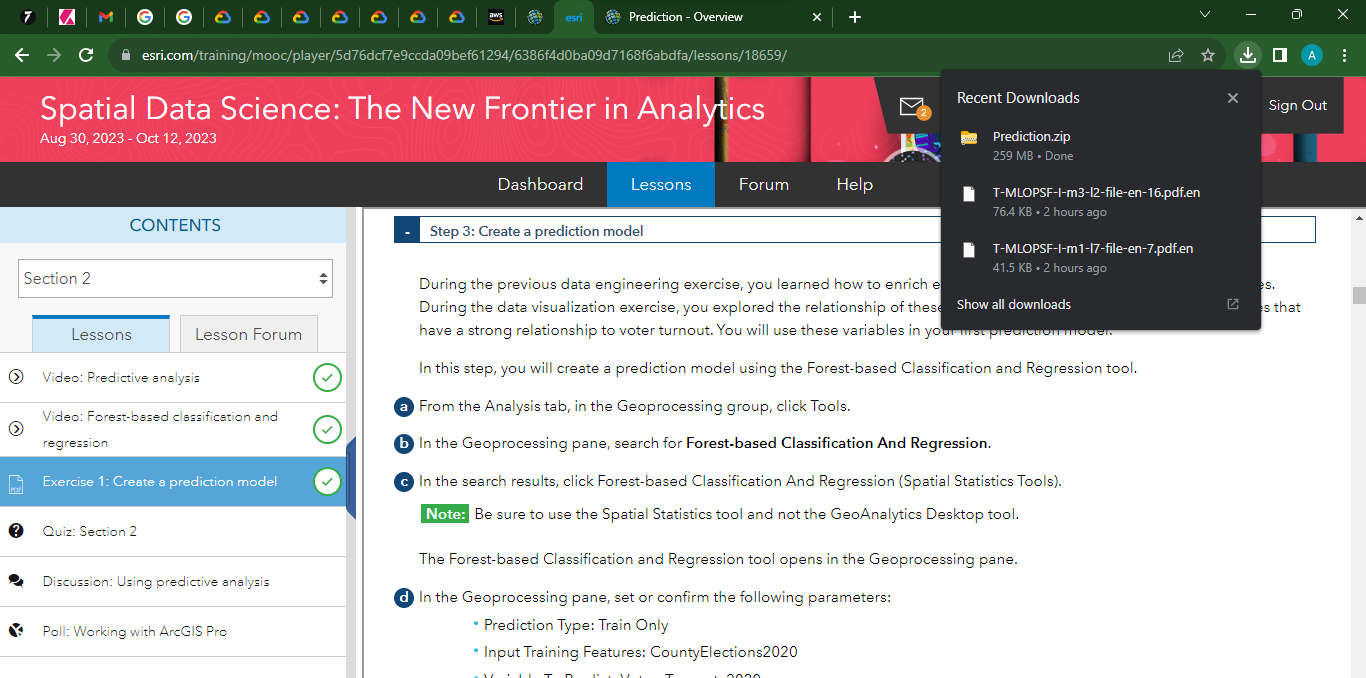 aws
esri
Prediction - Overview
esri.com/training/mooc/player/5d76dcf7e9ccda09bef61294/6386f4d0ba09d7168f6abdfa/lessons/18659/
A
Spatial Data Science: The New Frontier in Analytics
Aug 30, 2023 - Oct 12, 2023
2
Sign Out
Recent Downloads
Prediction.zip
259 MB • Done
T-MLOPSF-I-m3-l2-file-en-16.pdf.en
76.4 KB • 2 hours ago
T-MLOPSF-I-m1-l7-file-en-7.pdf.en
41.5 KB • 2 hours ago
Show all downloads
Dashboard
Lessons
Forum
Help
CONTENTS
Section 2
Lessons
Lesson Forum
Video: Predictive analysis
Video: Forest-based classification and
regression
PDF
Exercise 1: Create a prediction model
Quiz: Section 2
Discussion: Using predictive analysis
Poll: Working with ArcGIS Pro
- Step 3: Create a prediction model
During the previous data engineering exercise, you learned how to enrich
During the data visualization exercise, you explored the relationship of these that
have a strong relationship to voter turnout. You will use these variables in your first prediction model.
In this step, you will create a prediction model using the Forest-based Classification and Regression tool.
a From the Analysis tab, in the Geoprocessing group, click Tools.
b In the Geoprocessing pane, search for Forest-based Classification And Regression.
c In the search results, click Forest-based Classification And Regression (Spatial Statistics Tools).
Note: Be sure to use the Spatial Statistics tool and not the GeoAnalytics Desktop tool.
The Forest-based Classification and Regression tool opens in the Geoprocessing pane.
d In the Geoprocessing pane, set or confirm the following parameters:
• Prediction Type: Train Only
• Input Training Features: CountyElections2020